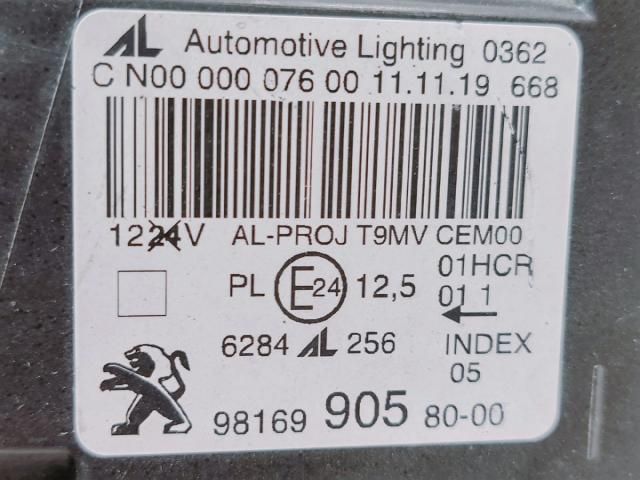 AL Automotive Lighting 0362
C N00 000 076 00 11.11.19 668
1224V AL-PROJ T9MV CEM00
PL E24 12,5 01HCR
01 1
6284 AL 256 INDEX
05
98169 905 80-00